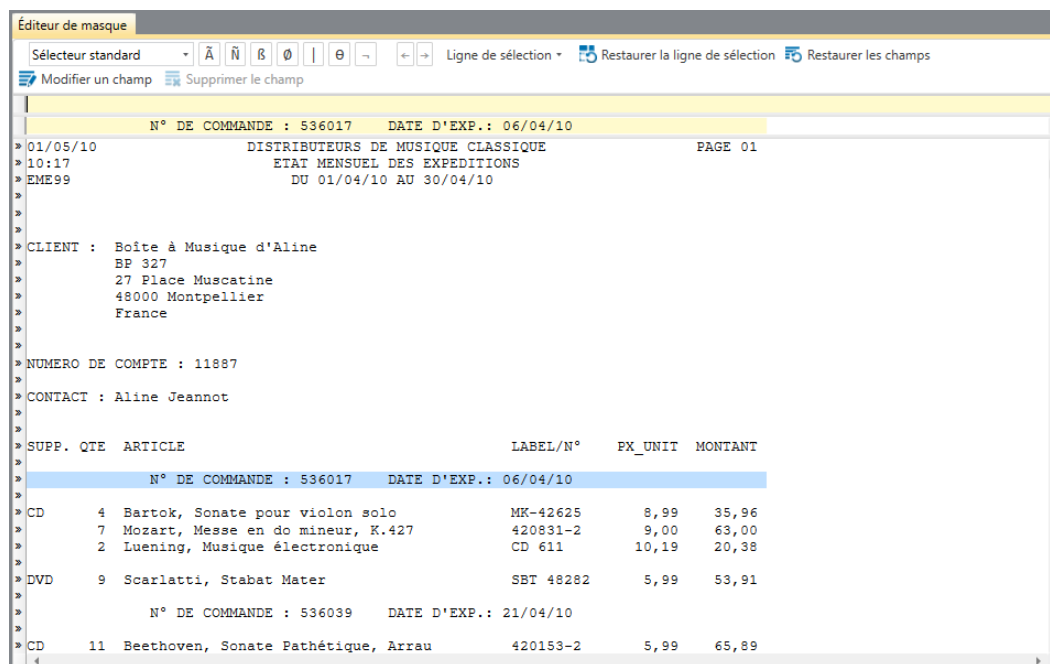 Éditeur de masque
Sélecteur standard Ã Ñ ß Ø | Ɵ ¬ ← → Ligne de sélection Restaurer la ligne de sélection Restaurer les champs
Modifier un champ Supprimer le champ
N° DE COMMANDE : 536017 DATE D'EXP.: 06/04/10
» 01/05/10 DISTRIBUTEURS DE MUSIQUE CLASSIQUE PAGE 01
» 10:17 ETAT MENSUEL DES EXPEDITIONS
» EME99 DU 01/04/10 AU 30/04/10
»
»
»
» CLIENT : Boîte à Musique d'Aline
» BP 327
» 27 Place Muscatine
» 48000 Montpellier
» France
»
»
» NUMERO DE COMPTE : 11887
»
» CONTACT : Aline Jeannot
»
»
» SUPP. QTE ARTICLE LABEL/N° PX_UNIT MONTANT
»
» N° DE COMMANDE : 536017 DATE D'EXP.: 06/04/10
»
» CD 4 Bartok, Sonate pour violon solo MK-42625 8,99 35,96
» 7 Mozart, Messe en do mineur, K.427 420831-2 9,00 63,00
» 2 Luening, Musique électronique CD 611 10,19 20,38
»
» DVD 9 Scarlatti, Stabat Mater SBT 48282 5,99 53,91
»
» N° DE COMMANDE : 536039 DATE D'EXP.: 21/04/10
»
» CD 11 Beethoven, Sonate Pathétique, Arrau 420153-2 5,99 65,89